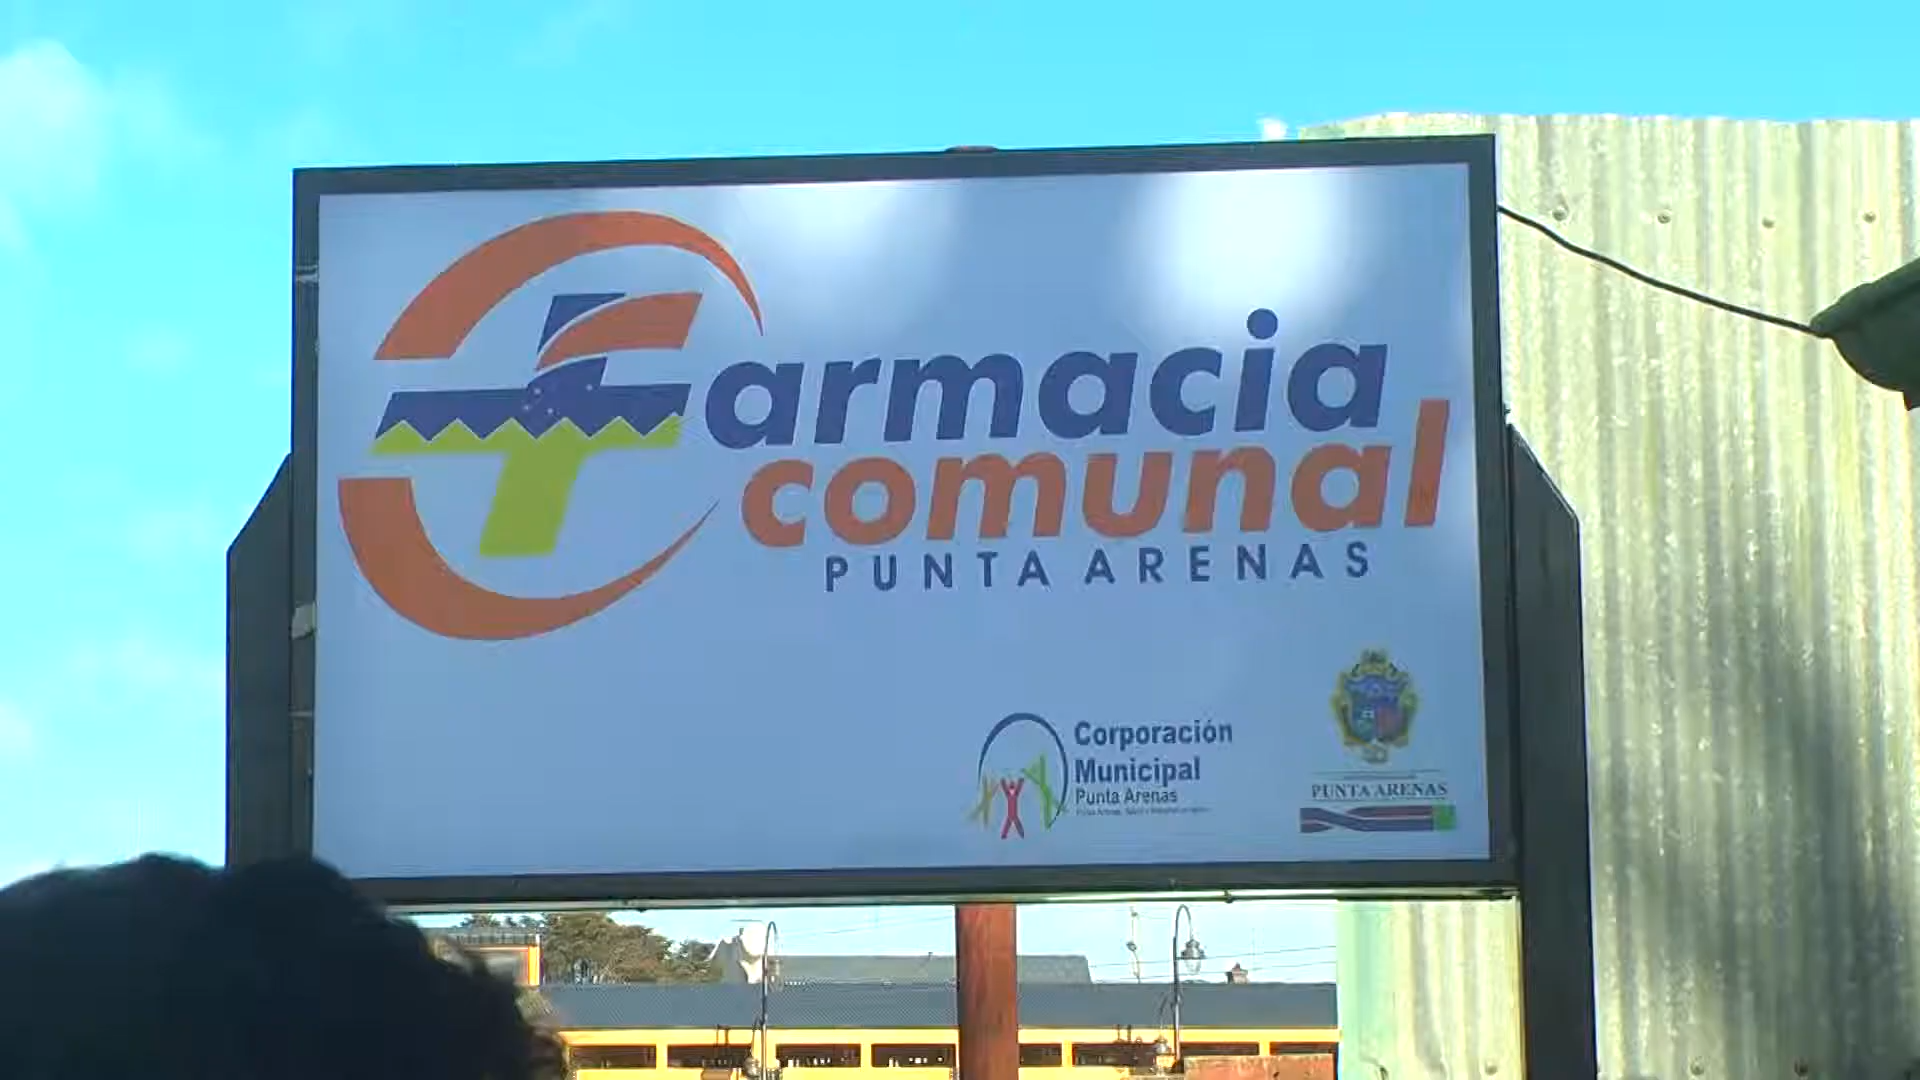 farmacia
comunal
PUNTA ARENAS
Corporación
Municipal
Punta Arenas
PUNTA ARENAS